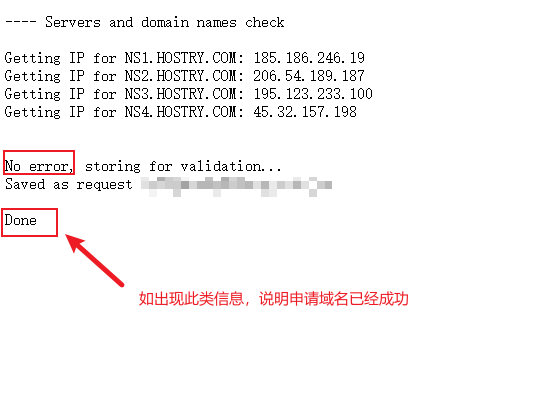 ---- Servers and domain names check
Getting IP for NS1.HOSTRY.COM: 185.186.246.19
Getting IP for NS2.HOSTRY.COM: 206.54.189.187
Getting IP for NS3.HOSTRY.COM: 195.123.233.100
Getting IP for NS4.HOSTRY.COM: 45.32.157.198
No error, storing for validation...
Saved as request
Done
如出现此类信息，说明申请域名已经成功